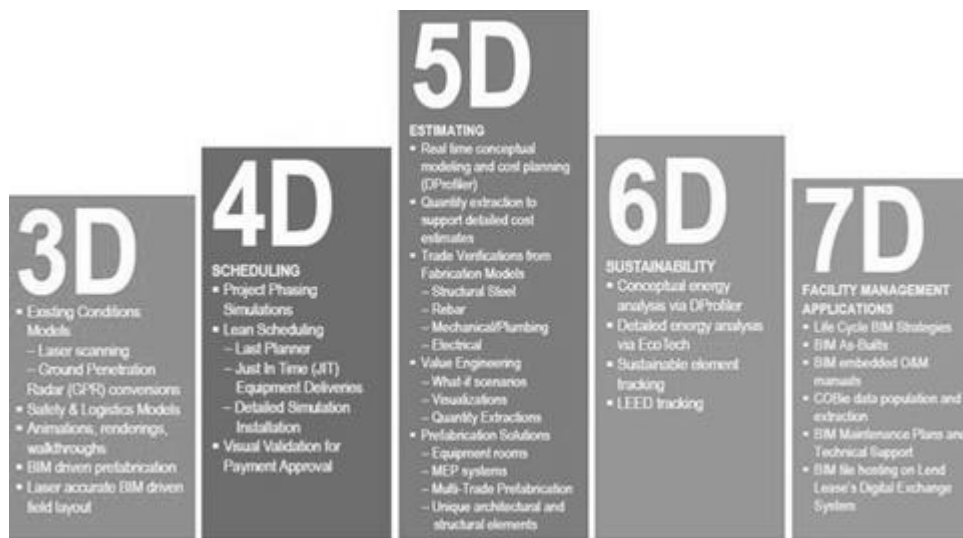 3D
▪ Existing Conditions
Models
– Laser scanning
– Ground Penetration
Radar (GPR) conversions
▪ Safety & Logistics Models
▪ Animations, renderings,
walkthroughs
▪ BIM driven prefabrication
▪ Laser accurate BIM driven
field layout
4D
SCHEDULING
▪ Project Phasing
Simulations
▪ Lean Scheduling
– Last Planner
– Just In Time (JIT)
Equipment Deliveries
– Detailed Simulation
Installation
▪ Visual Validation for
Payment Approval
5D
ESTIMATING
▪ Real time conceptual
modeling and cost planning
(DProfiler)
▪ Quantity extraction to
support detailed cost
estimates
▪ Trade Verifications from
Fabrication Models
– Structural Steel
– Rebar
– Mechanical/Plumbing
– Electrical
▪ Value Engineering
– What-if scenarios
– Visualizations
– Quantity Extractions
▪ Prefabrication Solutions
– Equipment rooms
– MEP systems
– Multi-Trade Prefabrication
– Unique architectural and
structural elements
6D
SUSTAINABILITY
▪ Conceptual energy
analysis via DProfiler
▪ Detailed energy analysis
via EcoTech
▪ Sustainable element
tracking
▪ LEED tracking
7D
FACILITY MANAGEMENT
APPLICATIONS
▪ Life Cycle BIM Strategies
▪ BIM As-Builts
▪ BIM embedded O&M
manuals
▪ COBie data population and
extraction
▪ BIM Maintenance Plans and
Technical Support
▪ BIM file hosting on Lend
Lease's Digital Exchange
System